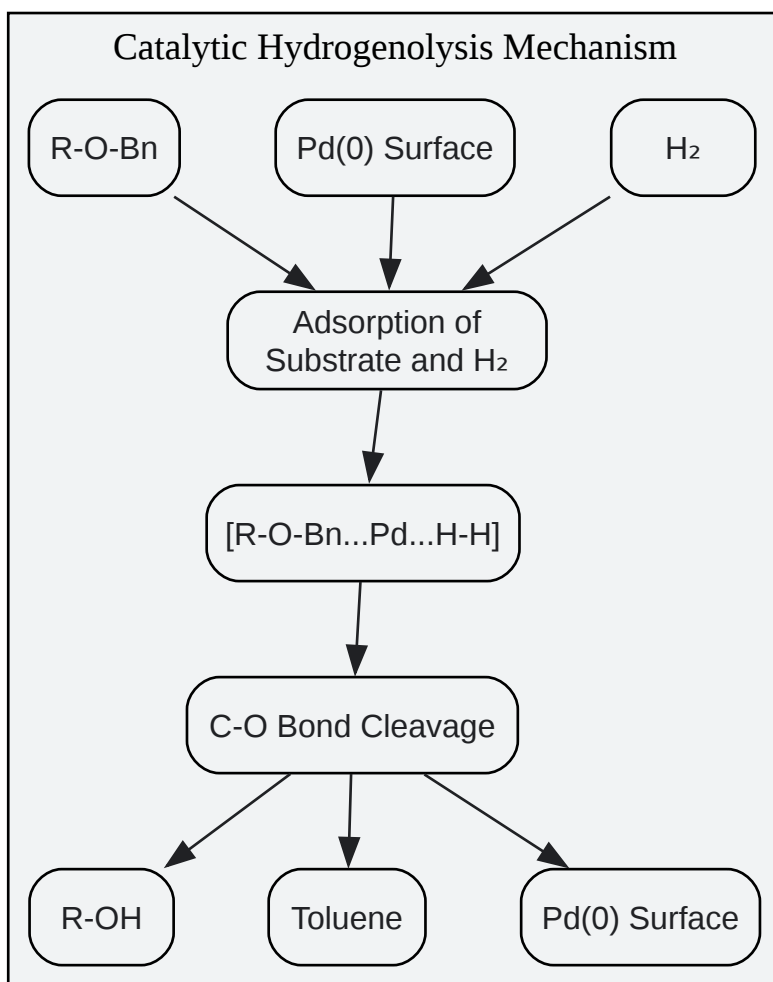 Catalytic Hydrogenolysis Mechanism
R-O-Bn
Pd(0) Surface
H₂
Adsorption of
Substrate and H₂
[R-O-Bn...Pd...H-H]
C-O Bond Cleavage
R-OH
Toluene
Pd(0) Surface